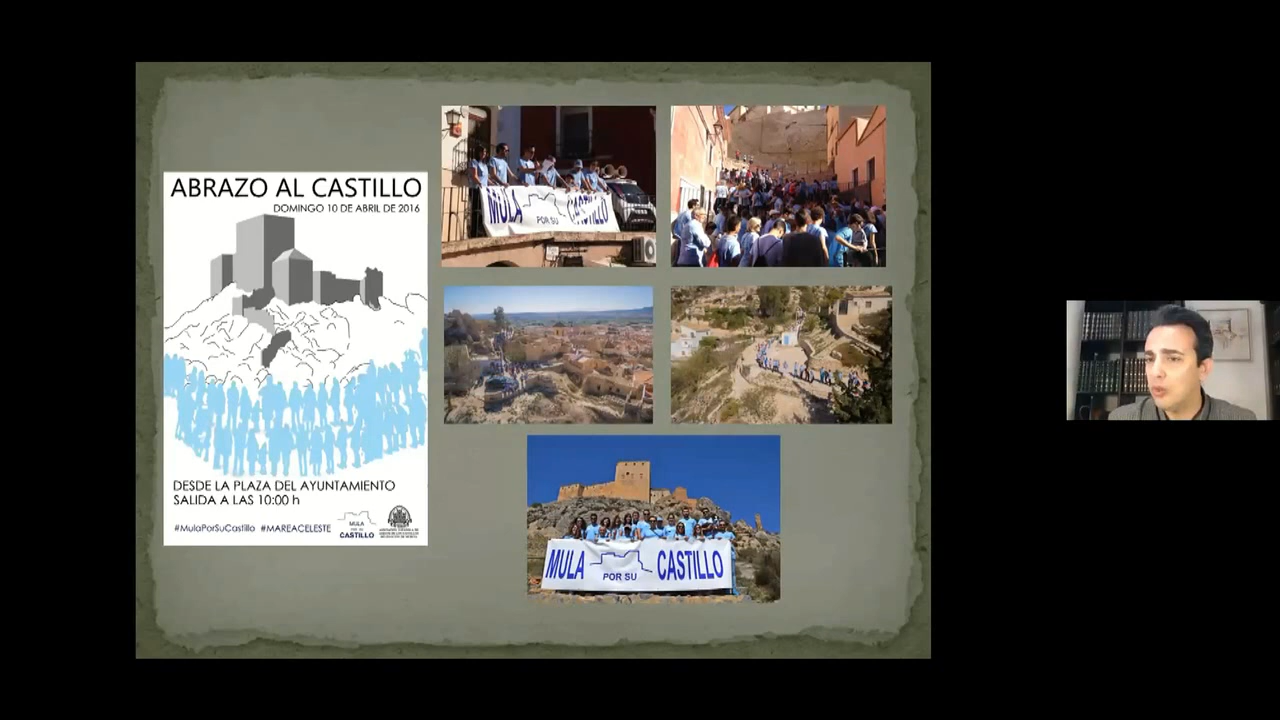 ABRAZO AL CASTILLO
DOMINGO 10 DE ABRIL DE 2016
DESDE LA PLAZA DEL AYUNTAMIENTO
SALIDA A LAS 10:00 h
#MulaPorSuCastillo #MAREACELESTE
MULA
POR SU
CASTILLO
MULA POR SU CASTILLO
MULA POR SU CASTILLO